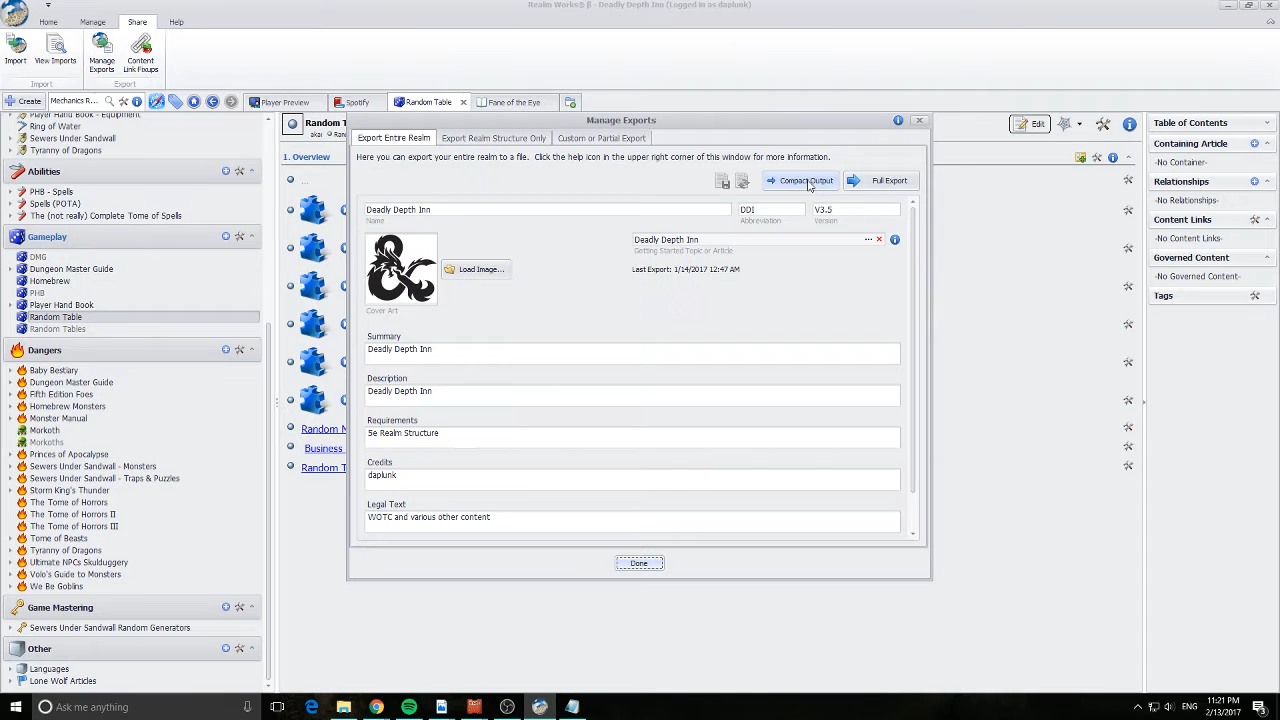 Realm Works® β - Deadly Depth Inn (Logged in as daplunk)
Home
Manage
Share
Help
Import
View Imports
Manage Exports
Content Link Fixups
Import
Export
Create
Mechanics R...
Player Preview
Spotify
Random Table
Fane of the Eye
Player Hand Book - Equipment
Ring of Water
Sewers Under Sandwall
Tyranny of Dragons
Abilities
PHB - Spells
Spells (POTA)
The (not really) Complete Tome of Spells
Gameplay
DMG
Dungeon Master Guide
Homebrew
PHB
Player Hand Book
Random Table
Random Tables
Dangers
Baby Bestiary
Dungeon Master Guide
Fifth Edition Foes
Homebrew Monsters
Monster Manual
Morkoth
Morkoths
Princes of Apocalypse
Sewers Under Sandwall - Monsters
Sewers Under Sandwall - Traps & Puzzles
Storm King's Thunder
The Tome of Horrors
The Tome of Horrors II
The Tome of Horrors III
Tome of Beasts
Tyranny of Dragons
Ultimate NPCs Skulduggery
Volo's Guide to Monsters
We Be Goblins
Game Mastering
Sewers Under Sandwall Random Generators
Other
Languages
Lone Wolf Articles
Random T
aka:
Edit
1. Overview
...
Random
Business
Random T
Manage Exports
Export Entire Realm
Export Realm Structure Only
Custom or Partial Export
Here you can export your entire realm to a file. Click the help icon in the upper right corner of this window for more information.
Compact Output
Full Export
Deadly Depth Inn
DDI
V3.5
Name
Abbreviation
Version
Load Image...
Cover Art
Deadly Depth Inn
...
Getting Started Topic or Article
Last Export: 1/14/2017 12:47 AM
Summary
Deadly Depth Inn
Description
Deadly Depth Inn
Requirements
5e Realm Structure
Credits
daplunk
Legal Text
WOTC and various other content
Done
Table of Contents
Containing Article
-No Container-
Relationships
-No Relationships-
Content Links
-No Content Links-
Governed Content
-No Governed Content-
Tags
Ask me anything
ENG
11:21 PM
2/13/2017